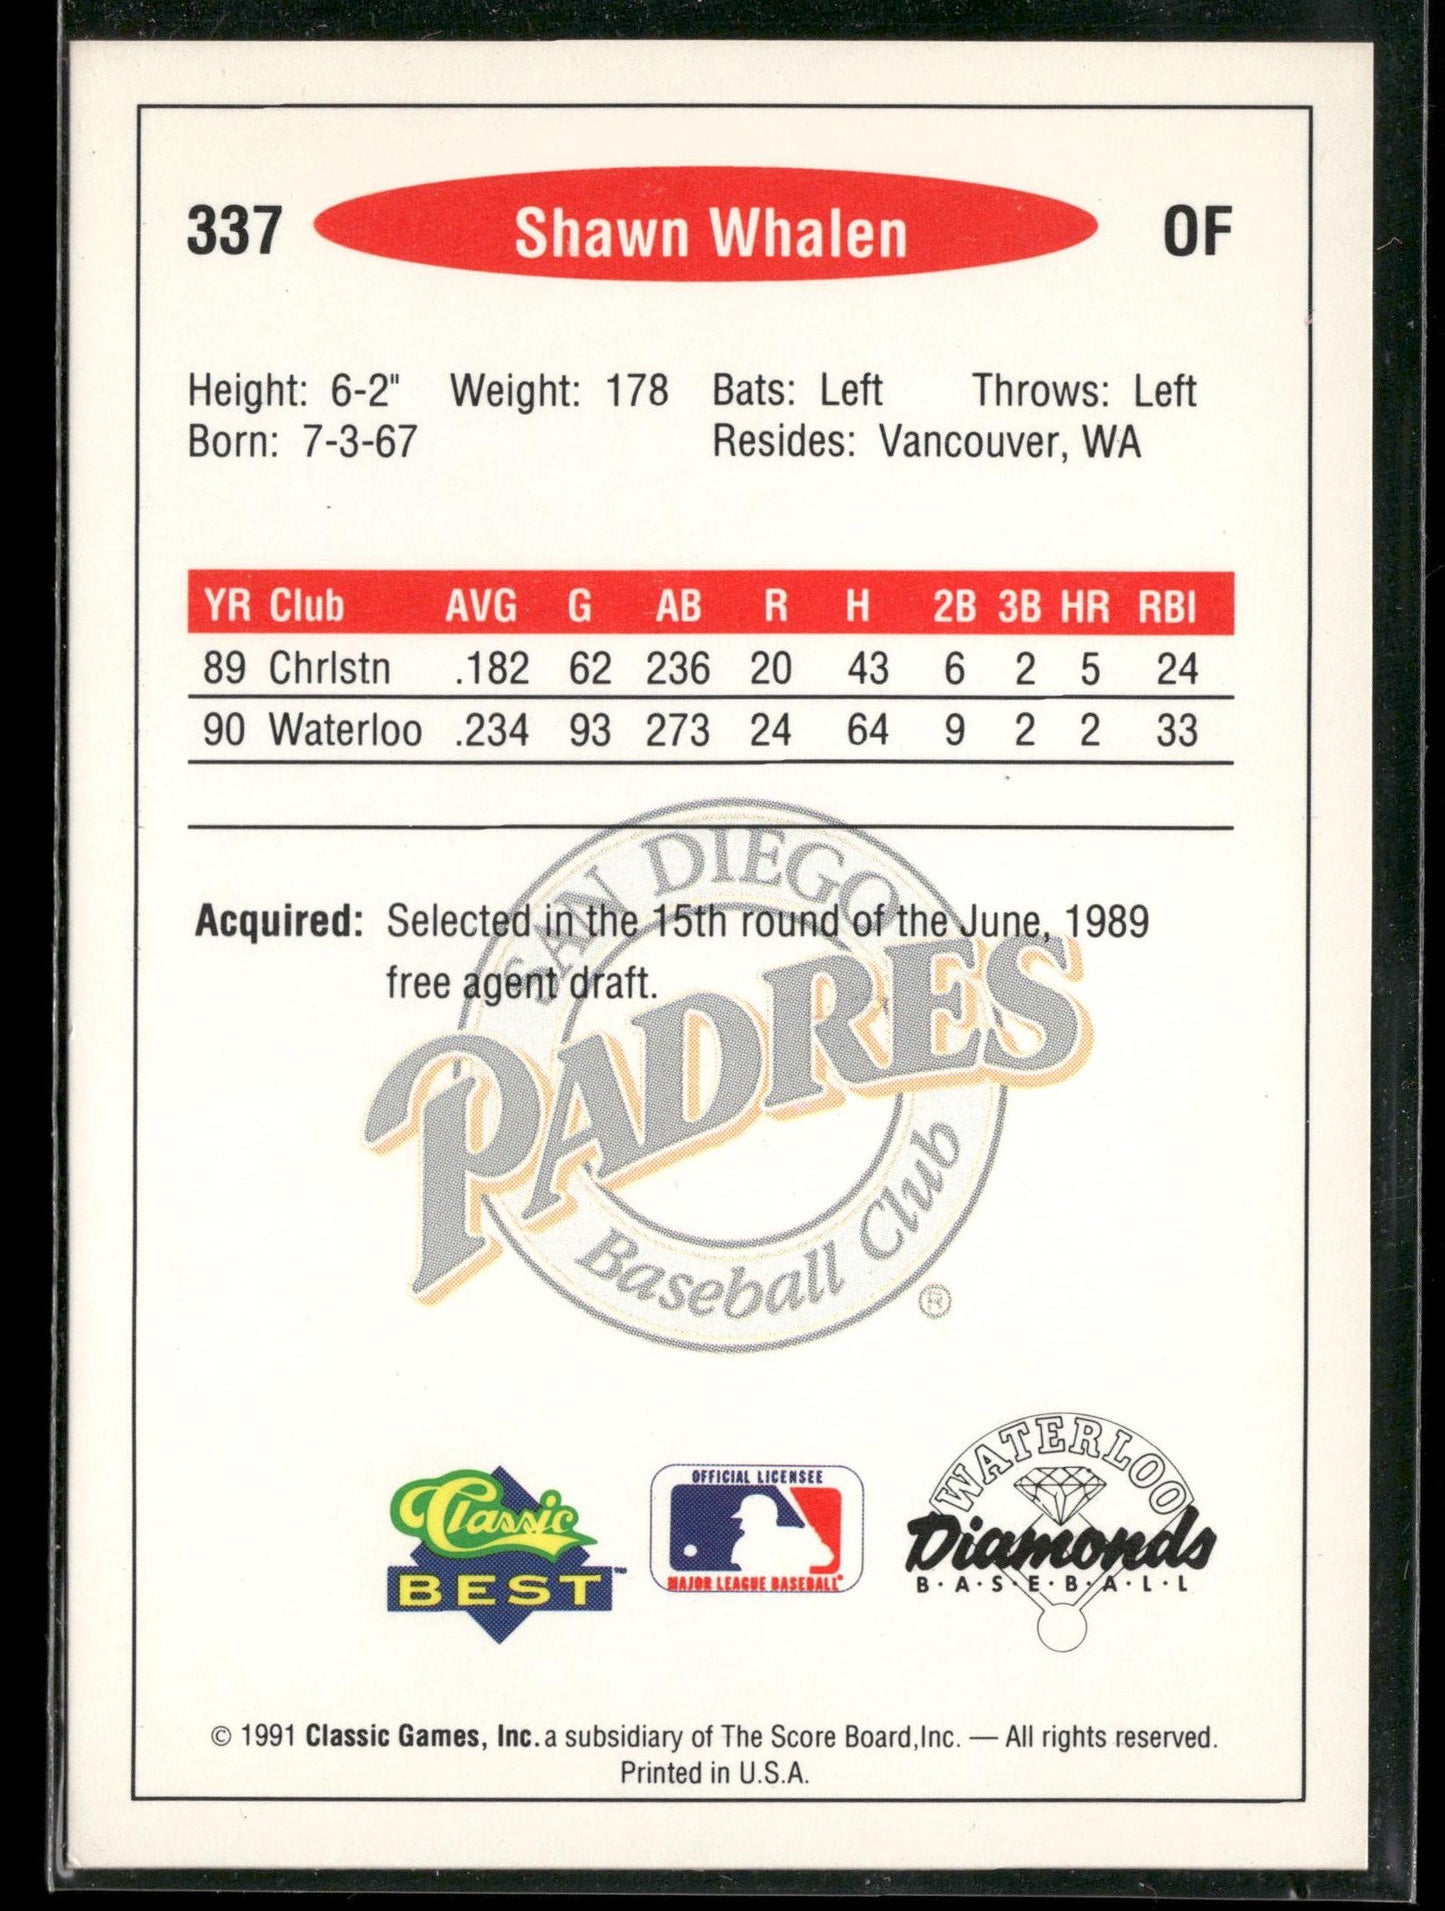 337 Shawn Whalen OF
Height: 6-2" Weight: 178 Bats: Left Throws: Left
Born: 7-3-67 Resides: Vancouver, WA
YR Club AVG G AB R H 2B 3B HR RBI
89 Chrlstn .182 62 236 20 43 6 2 5 24
90 Waterloo .234 93 273 24 64 9 2 2 33
SAN DIEGO
Acquired: Selected in the 15th round of the June, 1989
free agent draft.
PADRES
Baseball Club
®
WATERLOO
Classic
BEST™
OFFICIAL LICENSEE
MAJOR LEAGUE BASEBALL®
Diamonds
B·A·S·E·B·A·L·L
© 1991 Classic Games, Inc. a subsidiary of The Score Board,Inc. — All rights reserved.
Printed in U.S.A.